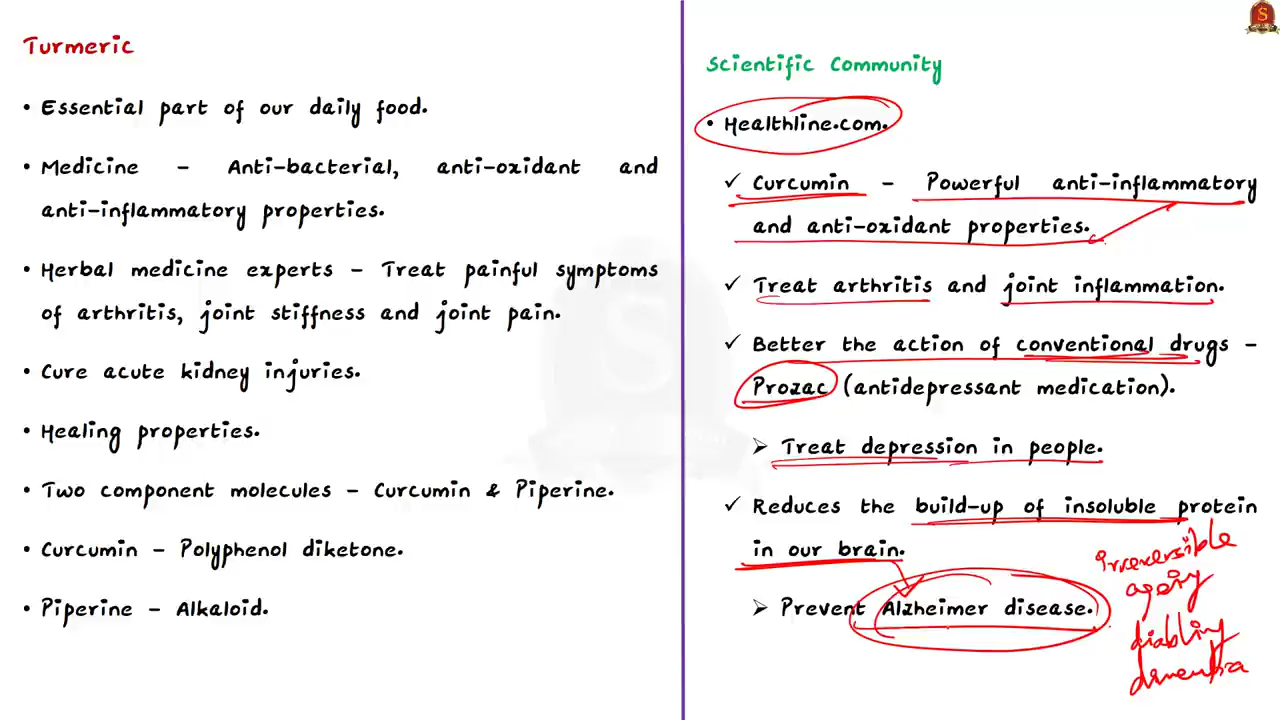 Turmeric
• Essential part of our daily food.
• Medicine – Anti-bacterial, anti-oxidant and
anti-inflammatory properties.
• Herbal medicine experts – Treat painful symptoms
of arthritis, joint stiffness and joint pain.
• Cure acute kidney injuries.
• Healing properties.
• Two component molecules – Curcumin & Piperine.
• Curcumin – Polyphenol diketone.
• Piperine – Alkaloid.
Scientific Community
• Healthline.com.
✓ Curcumin – Powerful anti-inflammatory
and anti-oxidant properties.
✓ Treat arthritis and joint inflammation.
✓ Better the action of conventional drugs –
Prozac (antidepressant medication).
➢ Treat depression in people.
✓ Reduces the build-up of insoluble protein
in our brain.
➢ Prevent Alzheimer disease.
irreversible
dementia